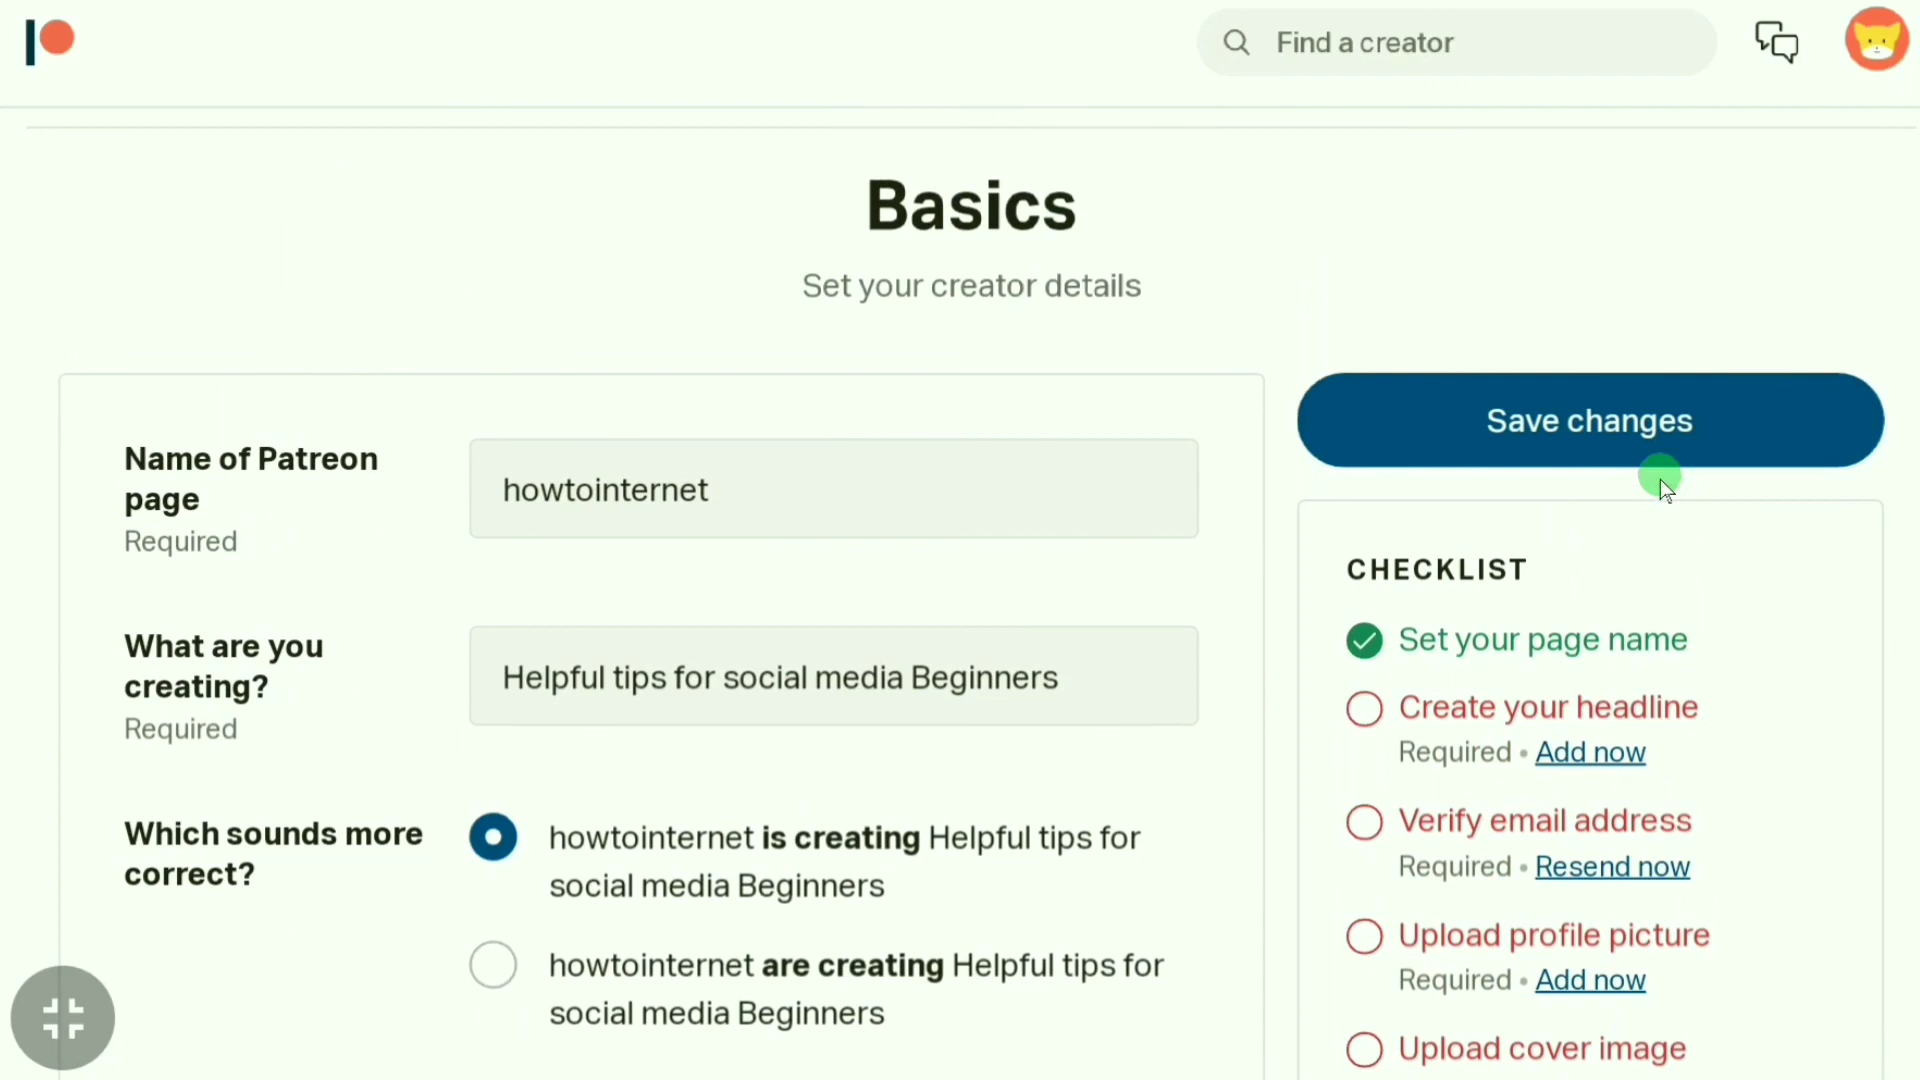 Find a creator
Basics
Set your creator details
Name of Patreon
page
Required
howtointernet
What are you
creating?
Required
Helpful tips for social media Beginners
Which sounds more
correct?
howtointernet is creating Helpful tips for
social media Beginners
howtointernet are creating Helpful tips for
social media Beginners
Save changes
CHECKLIST
Set your page name
Create your headline
Required • Add now
Verify email address
Required • Resend now
Upload profile picture
Required • Add now
Upload cover image